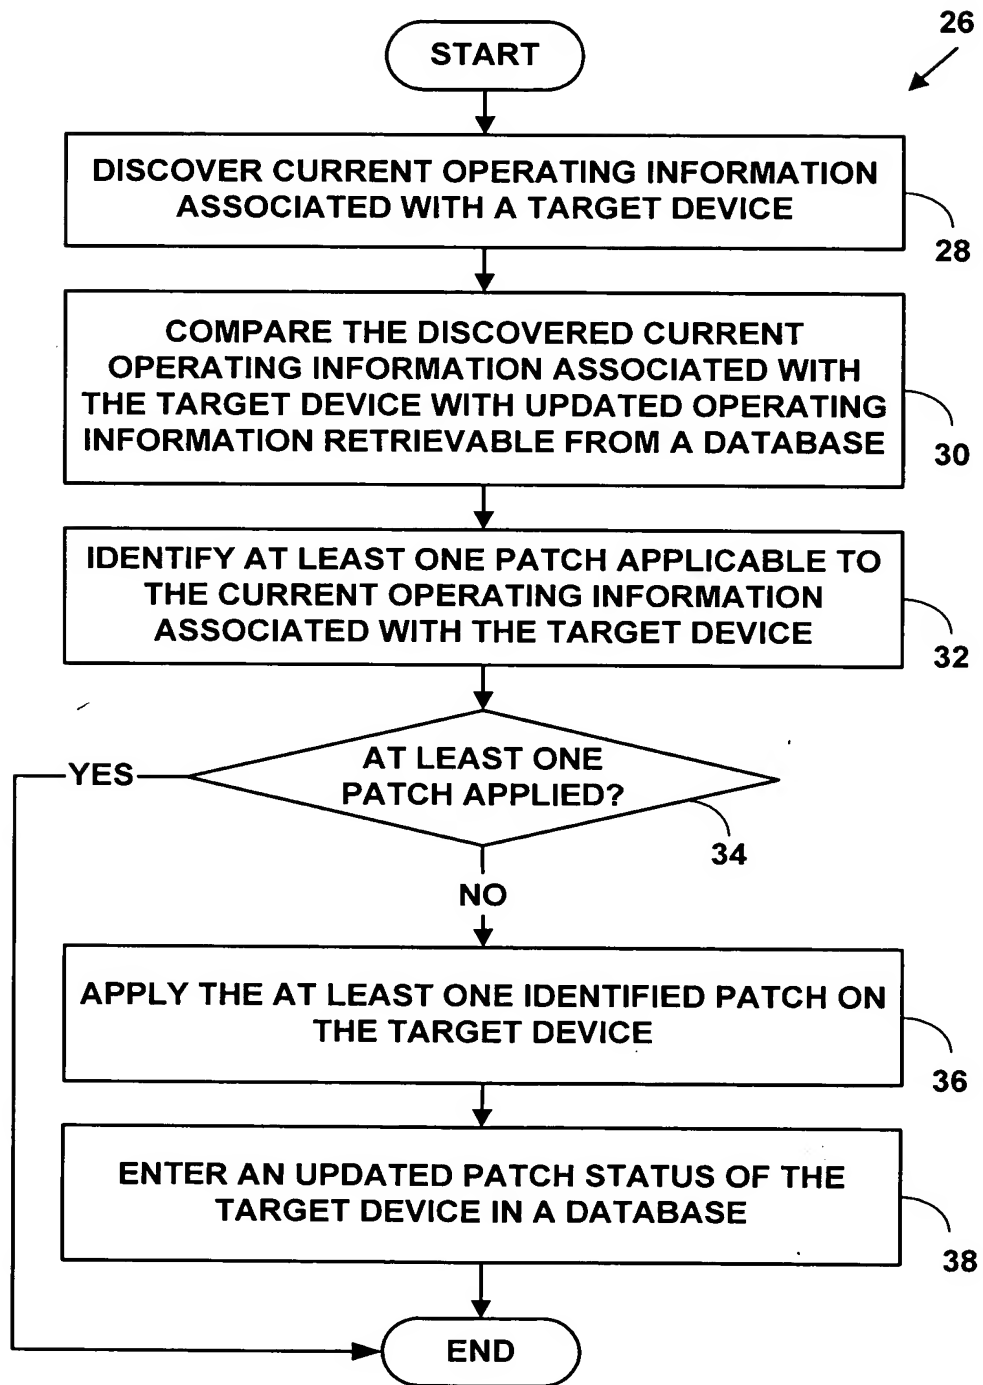 26
START
DISCOVER CURRENT OPERATING INFORMATION
ASSOCIATED WITH A TARGET DEVICE
28
COMPARE THE DISCOVERED CURRENT
OPERATING INFORMATION ASSOCIATED WITH
THE TARGET DEVICE WITH UPDATED OPERATING
INFORMATION RETRIEVABLE FROM A DATABASE
30
IDENTIFY AT LEAST ONE PATCH APPLICABLE TO
THE CURRENT OPERATING INFORMATION
ASSOCIATED WITH THE TARGET DEVICE
32
AT LEAST ONE
PATCH APPLIED?
YES
34
NO
APPLY THE AT LEAST ONE IDENTIFIED PATCH ON
THE TARGET DEVICE
36
ENTER AN UPDATED PATCH STATUS OF THE
TARGET DEVICE IN A DATABASE
38
END